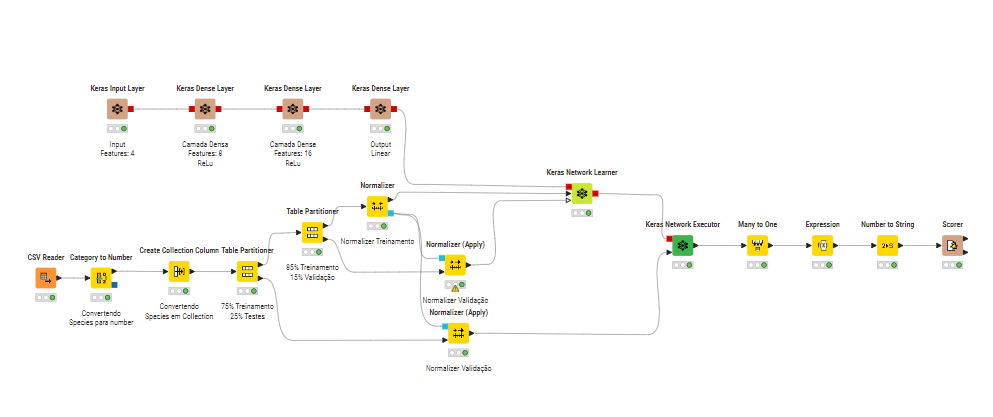 Keras Input Layer
Keras Dense Layer
Keras Dense Layer
Keras Dense Layer
Input
Features: 4
Camada Densa
Features: 8
ReLu
Camada Dense
Features: 16
ReLu
Output
Linear
Keras Network Learner
Normalizer
Normalizer Treinamento
Table Partitioner
85% Treinamento
15% Validação
Keras Network Executor
Many to One
Expression
Number to String
Scorer
Normalizer (Apply)
Normalizer Validação
CSV Reader
Category to Number
Convertendo
Species para number
Create Collection Column
Convertendo
Species em Collection
Table Partitioner
75% Treinamento
25% Testes
Normalizer (Apply)
Normalizer Validação